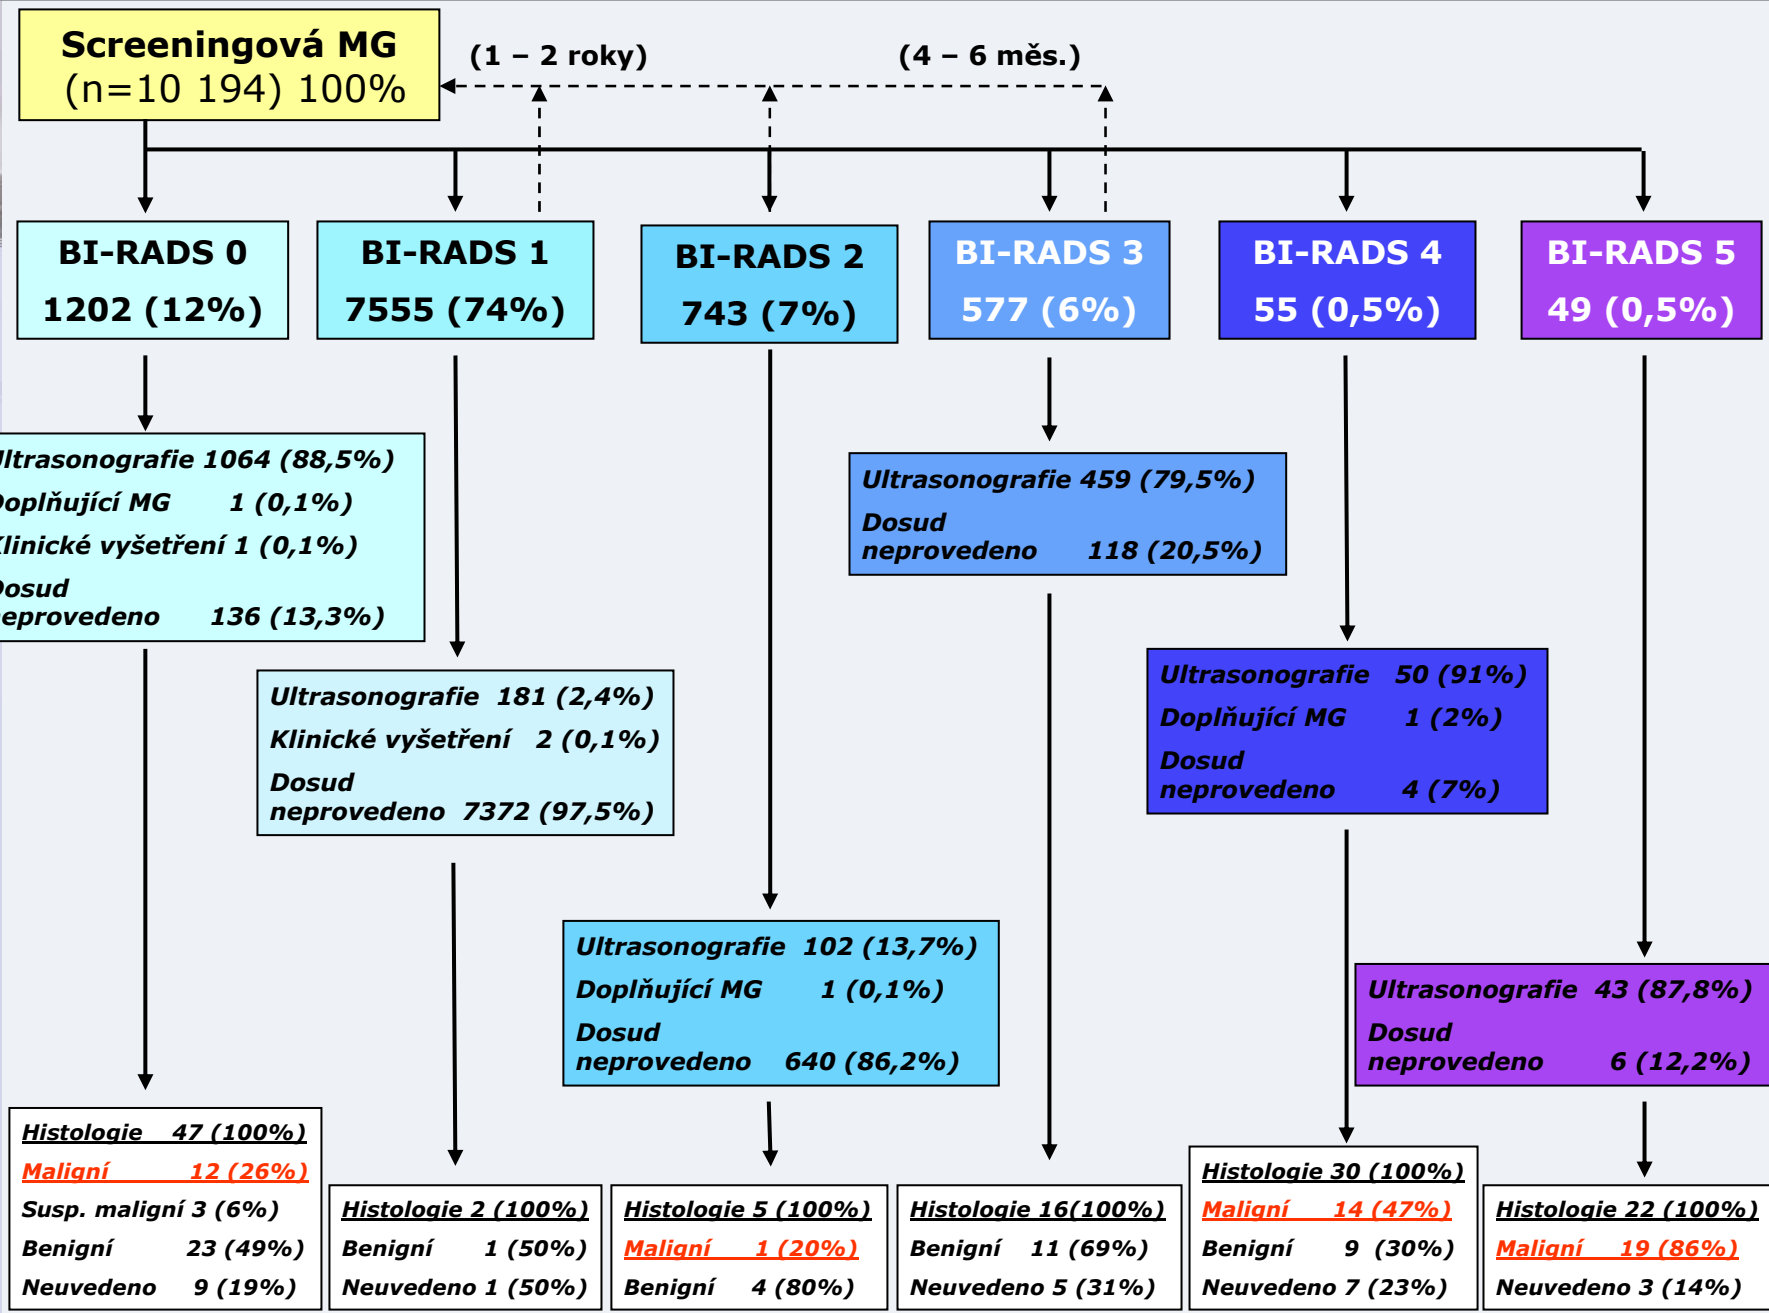 Screeningová MG
(n=10 194) 100%
(1 – 2 roky)
(4 – 6 měs.)
BI-RADS 0
1202 (12%)
BI-RADS 1
7555 (74%)
BI-RADS 2
743 (7%)
BI-RADS 3
577 (6%)
BI-RADS 4
55 (0,5%)
BI-RADS 5
49 (0,5%)
Ultrasonografie 1064 (88,5%)
Doplňující MG 1 (0,1%)
Klinické vyšetření 1 (0,1%)
Dosud
neprovedeno 136 (13,3%)
Ultrasonografie 181 (2,4%)
Klinické vyšetření 2 (0,1%)
Dosud
neprovedeno 7372 (97,5%)
Ultrasonografie 102 (13,7%)
Doplňující MG 1 (0,1%)
Dosud
neprovedeno 640 (86,2%)
Ultrasonografie 459 (79,5%)
Dosud
neprovedeno 118 (20,5%)
Ultrasonografie 50 (91%)
Doplňující MG 1 (2%)
Dosud
neprovedeno 4 (7%)
Ultrasonografie 43 (87,8%)
Dosud
neprovedeno 6 (12,2%)
Histologie 47 (100%)
Maligní 12 (26%)
Susp. maligní 3 (6%)
Benigní 23 (49%)
Neuvedeno 9 (19%)
Histologie 2 (100%)
Benigní 1 (50%)
Neuvedeno 1 (50%)
Histologie 5 (100%)
Maligní 1 (20%)
Benigní 4 (80%)
Histologie 16(100%)
Benigní 11 (69%)
Neuvedeno 5 (31%)
Histologie 30 (100%)
Maligní 14 (47%)
Benigní 9 (30%)
Neuvedeno 7 (23%)
Histologie 22 (100%)
Maligní 19 (86%)
Neuvedeno 3 (14%)